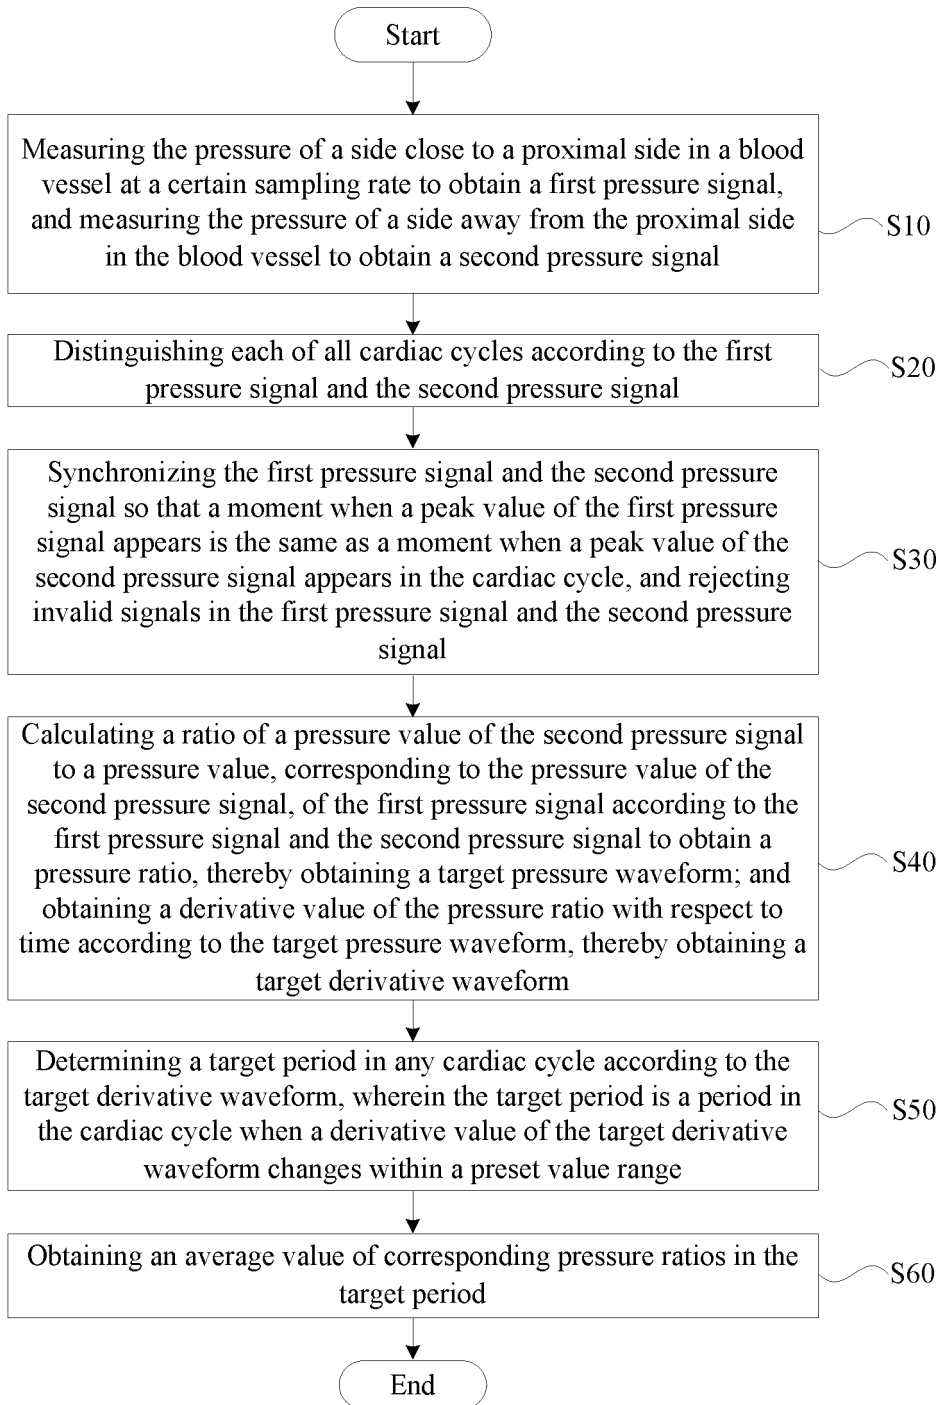 Start
Measuring the pressure of a side close to a proximal side in a blood
vessel at a certain sampling rate to obtain a first pressure signal,
and measuring the pressure of a side away from the proximal side
in the blood vessel to obtain a second pressure signal
S10
Distinguishing each of all cardiac cycles according to the first
pressure signal and the second pressure signal
S20
Synchronizing the first pressure signal and the second pressure
signal so that a moment when a peak value of the first pressure
signal appears is the same as a moment when a peak value of the
second pressure signal appears in the cardiac cycle, and rejecting
invalid signals in the first pressure signal and the second pressure
signal
S30
Calculating a ratio of a pressure value of the second pressure signal
to a pressure value, corresponding to the pressure value of the
second pressure signal, of the first pressure signal according to the
first pressure signal and the second pressure signal to obtain a
pressure ratio, thereby obtaining a target pressure waveform; and
obtaining a derivative value of the pressure ratio with respect to
time according to the target pressure waveform, thereby obtaining a
target derivative waveform
S40
Determining a target period in any cardiac cycle according to the
target derivative waveform, wherein the target period is a period in
the cardiac cycle when a derivative value of the target derivative
waveform changes within a preset value range
S50
Obtaining an average value of corresponding pressure ratios in the
target period
S60
End